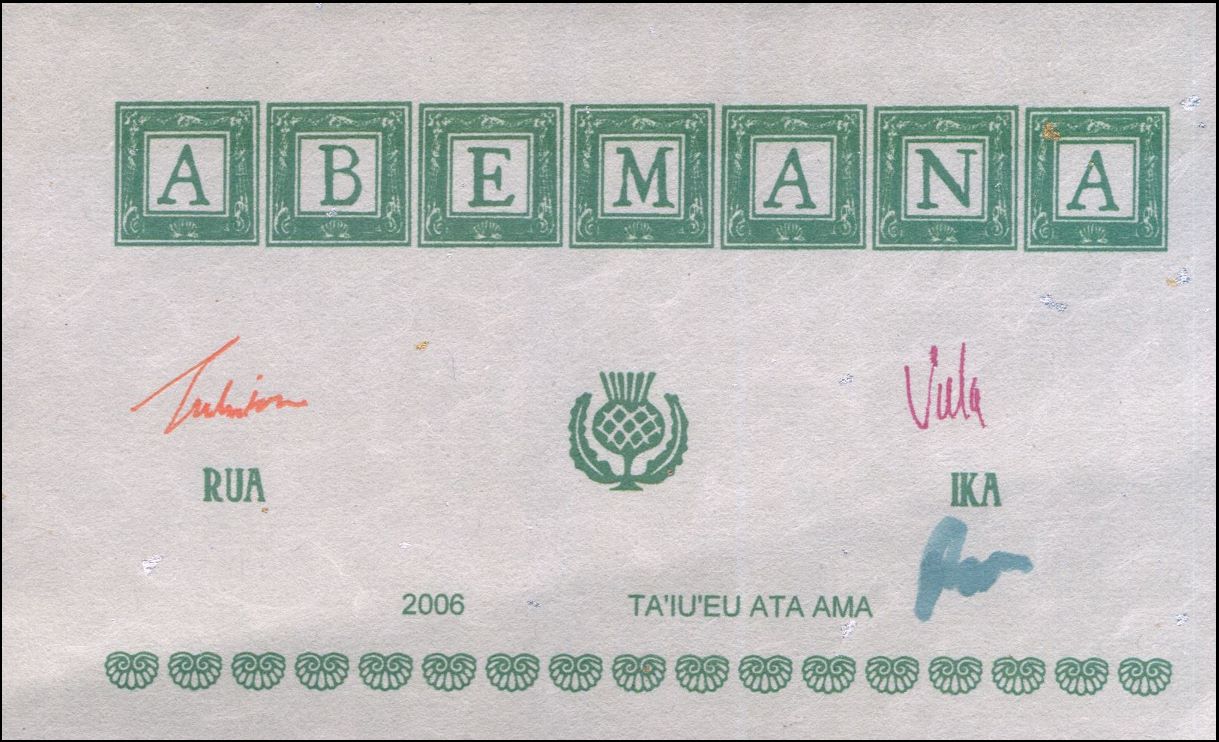 ABEMANA
RUA
IKA
2006 TA'IU'EU ATA AMA